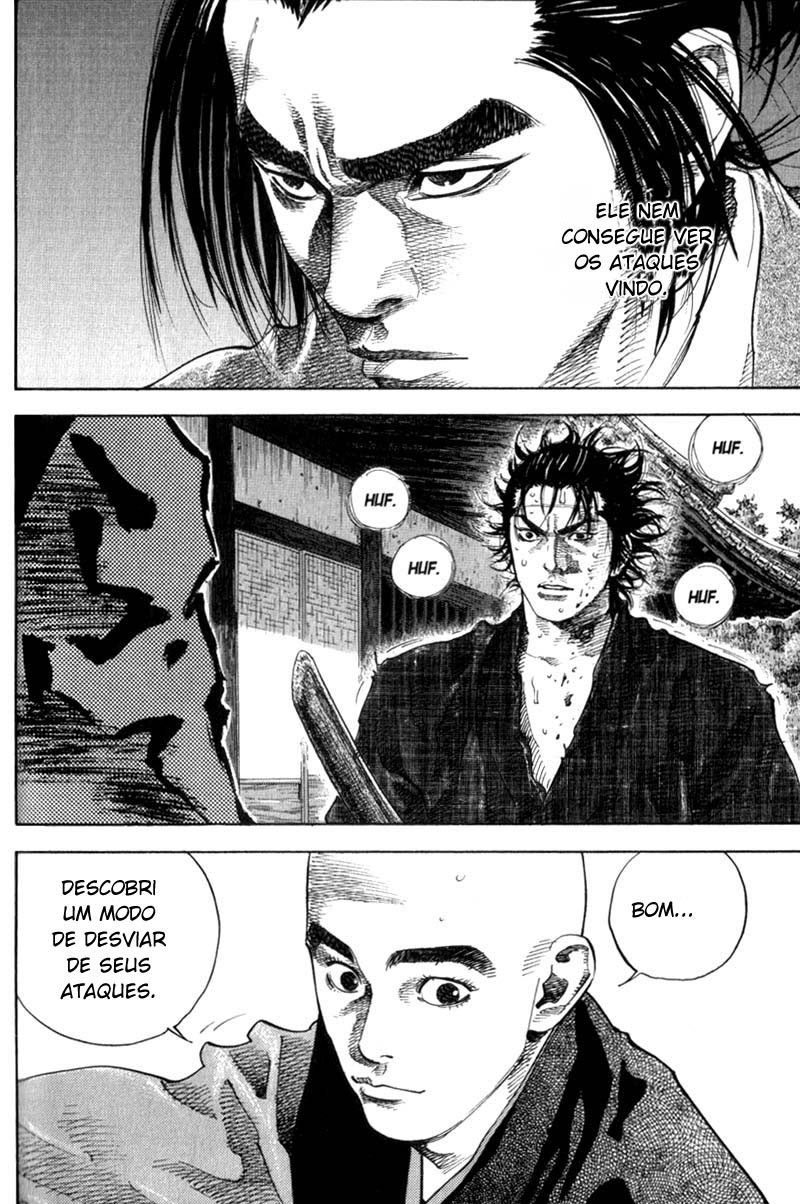 ELE NEM
CONSEGUE VER
OS ATAQUES
VINDO.
HUF.
HUF.
HUF.
HUF.
BOM...
DESCOBRI
UM MODO
DE DESVIAR
DE SEUS
ATAQUES.